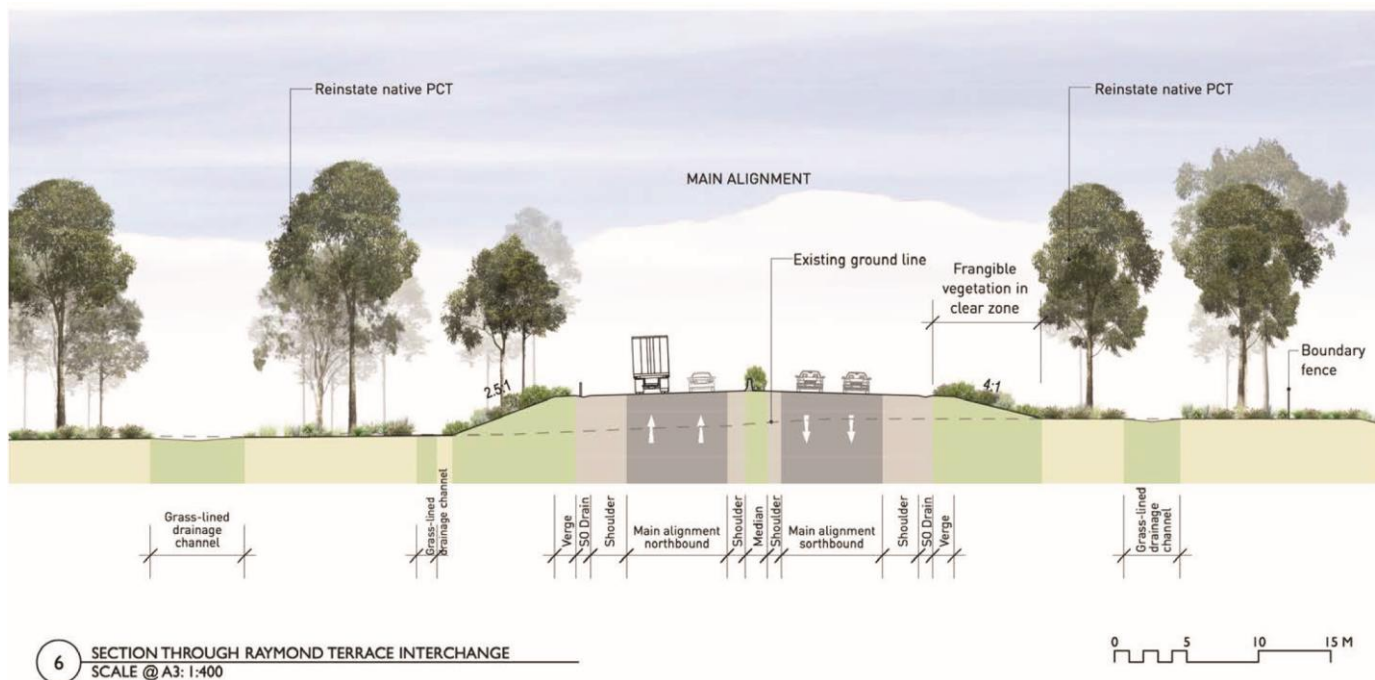 Reinstate native PCT
Reinstate native PCT
MAIN ALIGNMENT
Existing ground line
Frangible
vegetation in
clear zone
Boundary
fence
2.5:1
4:1
Grass-lined
drainage
channel
Grass-lined
drainage channel
Verge
SO Drain
Shoulder
Main alignment
northbound
Shoulder
Median
Shoulder
Main alignment
sorthbound
Shoulder
SO Drain
Verge
Grass-lined
drainage
channel
6
SECTION THROUGH RAYMOND TERRACE INTERCHANGE
SCALE @ A3: 1:400
0 5 10 15 M